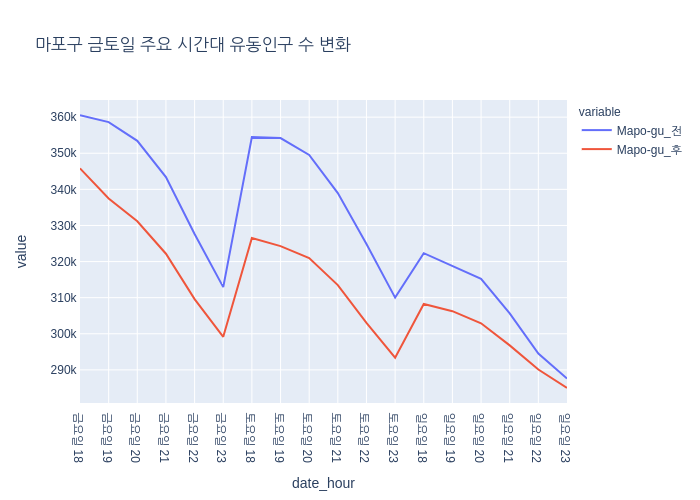 마포구 금토일 주요 시간대 유동인구 수 변화
variable
Mapo-gu_전
Mapo-gu_후
value
360k
350k
340k
330k
320k
310k
300k
290k
금요일 18
금요일 19
금요일 20
금요일 21
금요일 22
금요일 23
토요일 18
토요일 19
토요일 20
토요일 21
토요일 22
토요일 23
일요일 18
일요일 19
일요일 20
일요일 21
일요일 22
일요일 23
date_hour